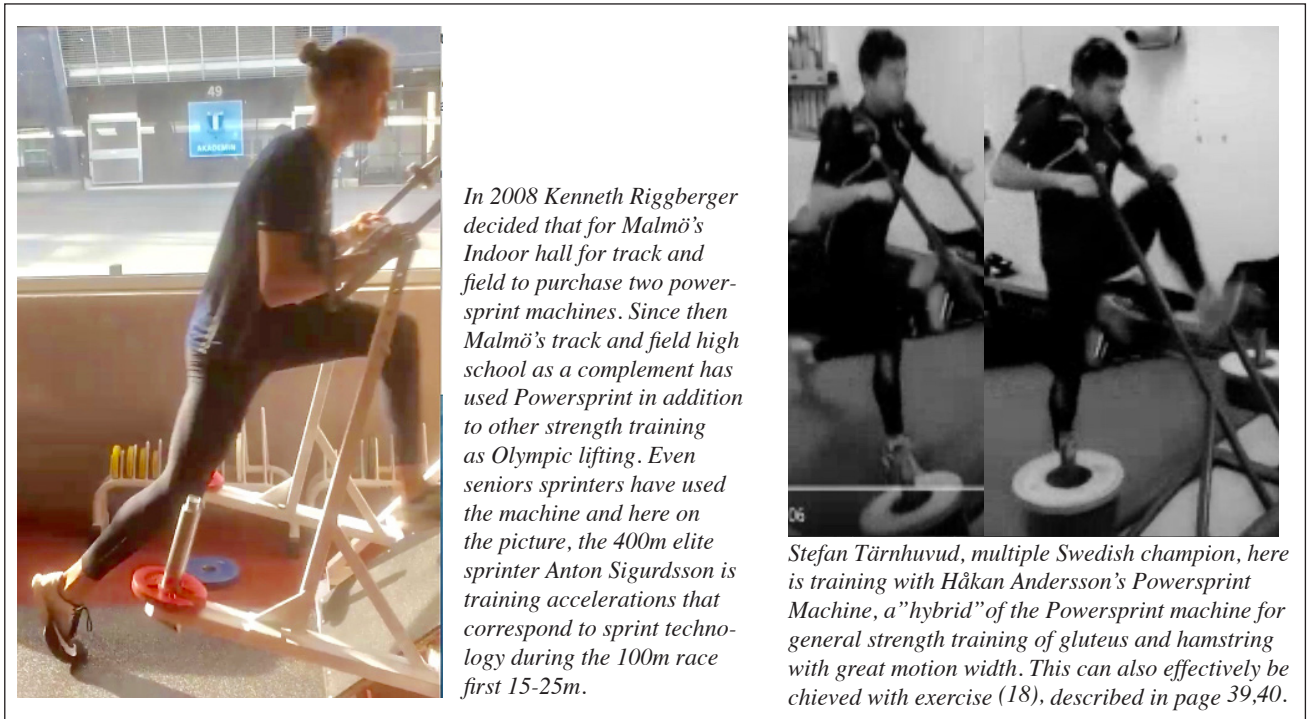 49
AKADEMIN
In 2008 Kenneth Riggberger
decided that for Malmö's
Indoor hall for track and
field to purchase two power-
sprint machines. Since then
Malmö's track and field high
school as a complement has
used Powersprint in addition
to other strength training
as Olympic lifting. Even
seniors sprinters have used
the machine and here on
the picture, the 400m elite
sprinter Anton Sigurdsson is
training accelerations that
correspond to sprint techno-
logy during the 100m race
first 15-25m.
06
Stefan Tärnhuvud, multiple Swedish champion, here
is training with Håkan Andersson's Powersprint
Machine, a"hybrid"of the Powersprint machine for
general strength training of gluteus and hamstring
with great motion width. This can also effectively be
chieved with exercise (18), described in page 39,40.